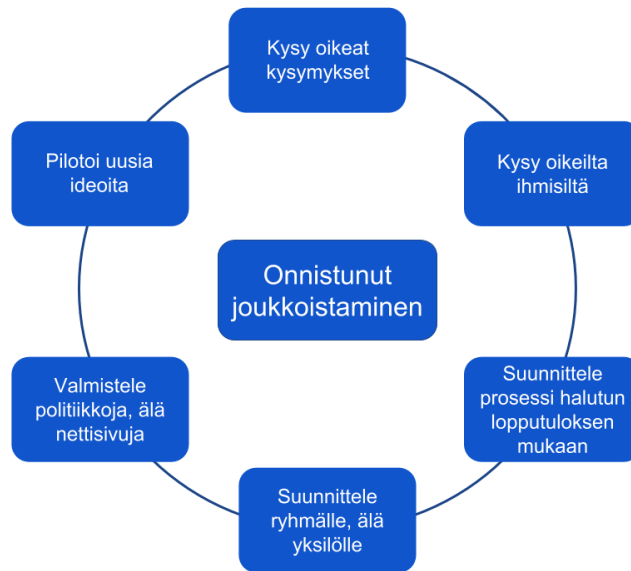 Kysy oikeat
kysymykset
Kysy oikeilta
ihmisiltä
Suunnittele
prosessi halutun
lopputuloksen
mukaan
Suunnittele
ryhmälle, älä
yksilölle
Valmistele
politiikkoja, älä
nettisivuja
Pilotoi uusia
ideoita
Onnistunut
joukkoistaminen